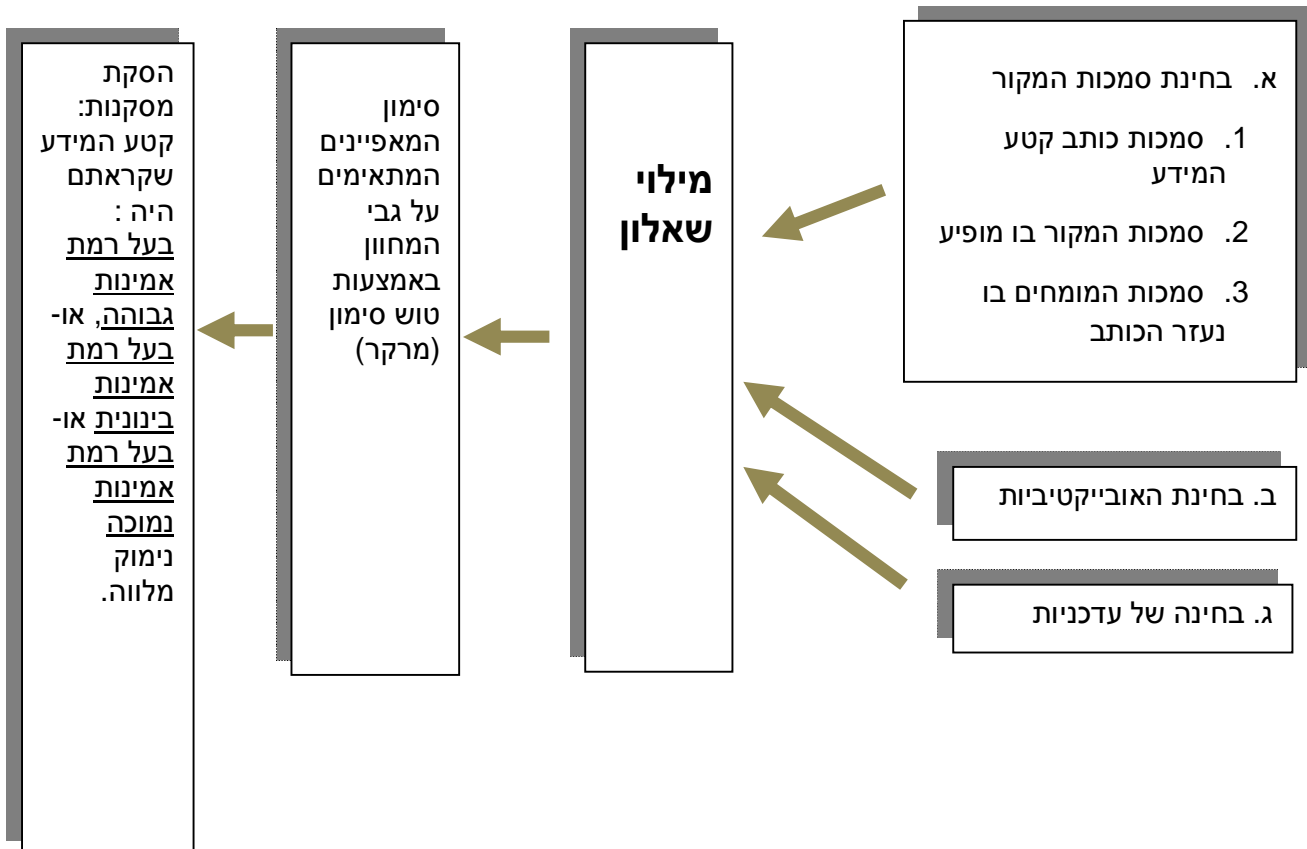 א. בחינת סמכות המקור
1. סמכות כותב קטע
המידע
2. סמכות המקור בו מופיע
3. סמכות המומחים בו
נעזר הכותב
ב. בחינת האובייקטיביות
ג. בחינה של עדכניות
מילוי
שאלון
סימון
המאפיינים
המתאימים
על גבי
המחוון
באמצעות
טוש סימון
(מרקר)
הסקת
מסקנות:
קטע המידע
שקראתם
היה :
בעל רמת
אמינות
גבוהה, או-
בעל רמת
אמינות
בינונית או-
בעל רמת
אמינות
נמוכה
נימוק
מלווה.